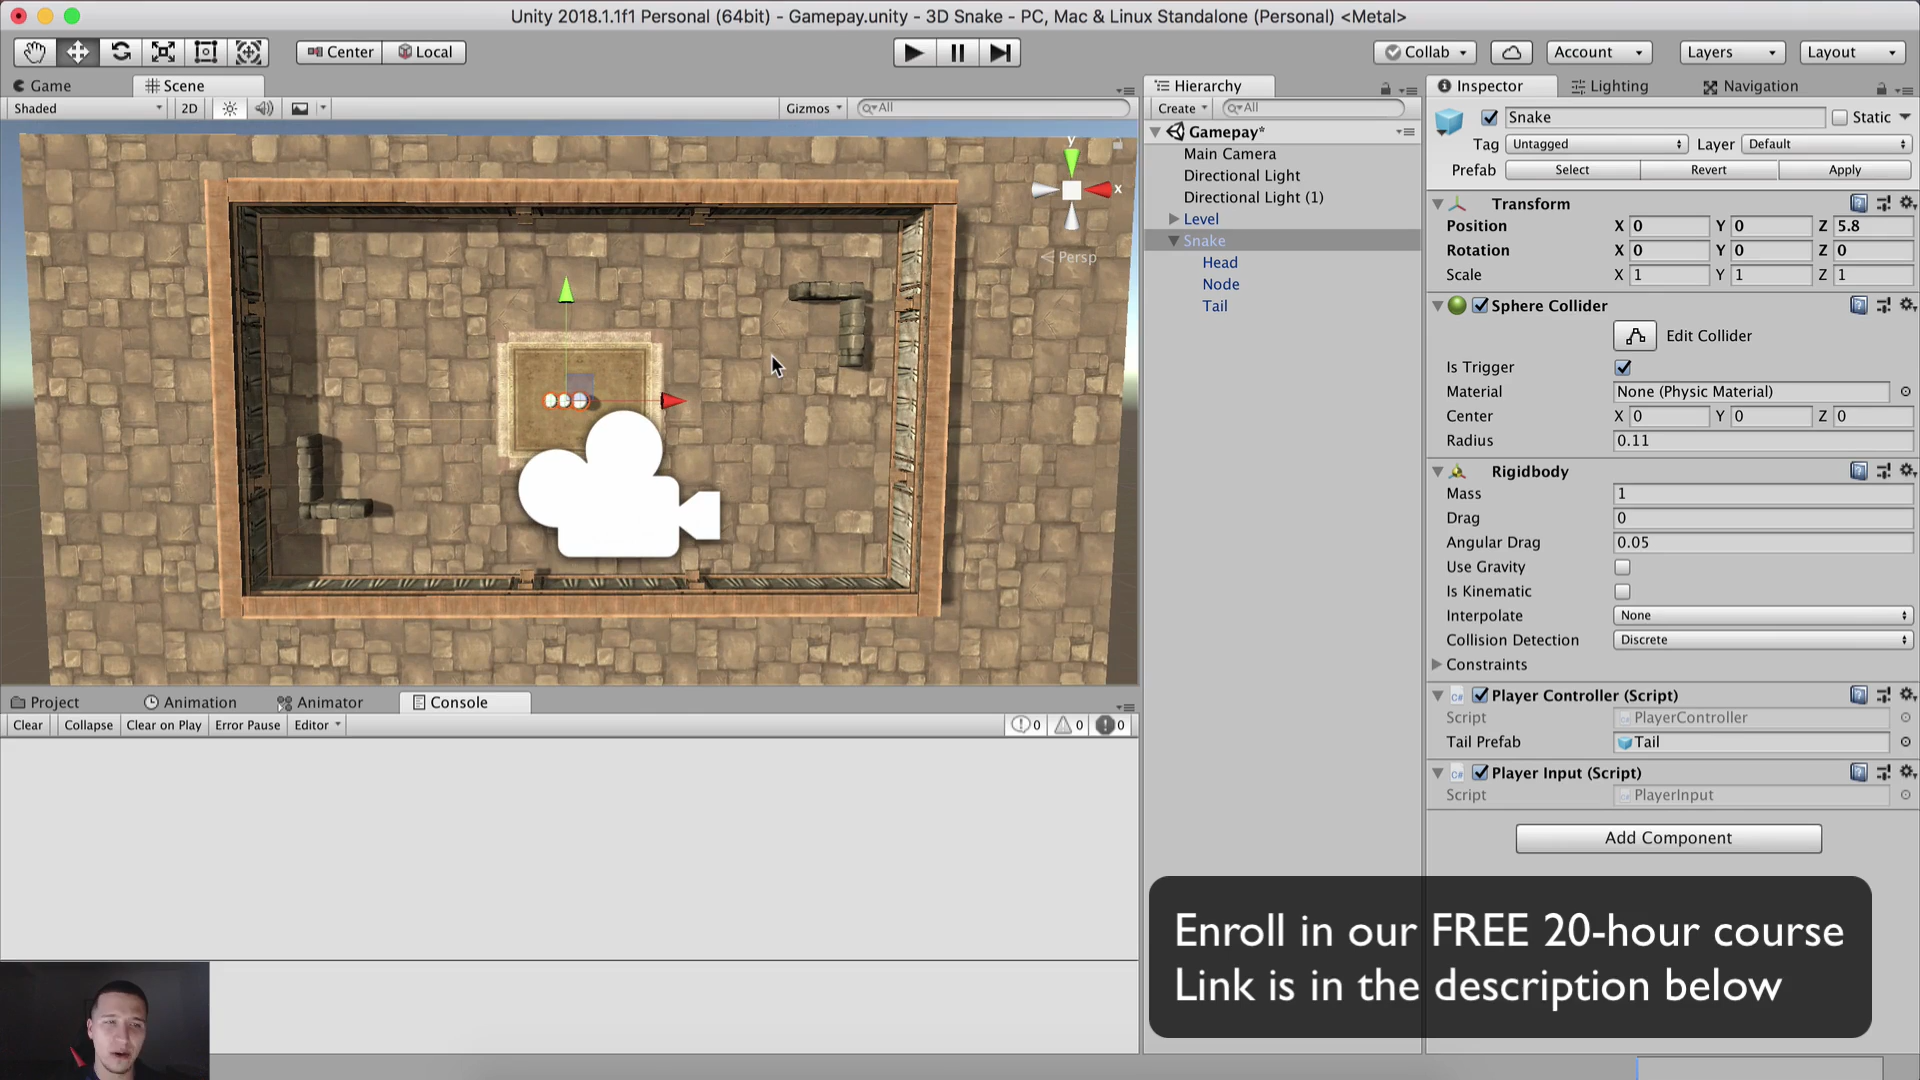 Unity 2018.1.1f1 Personal (64bit) - Gamepay.unity - 3D Snake - PC, Mac & Linux Standalone (Personal) <Metal>
Center Local Collab Account Layers Layout
Game Scene
Shaded 2D Gizmos All
y
x
Persp
Hierarchy
Create All
Gamepay*
Main Camera
Directional Light
Directional Light (1)
Level
Snake
Head
Node
Tail
Inspector Lighting Navigation
Snake Static
Tag Untagged Layer Default
Prefab Select Revert Apply
Transform
Position X 0 Y 0 Z 5.8
Rotation X 0 Y 0 Z 0
Scale X 1 Y 1 Z 1
Sphere Collider
Edit Collider
Is Trigger
Material None (Physic Material)
Center X 0 Y 0 Z 0
Radius 0.11
Rigidbody
Mass 1
Drag 0
Angular Drag 0.05
Use Gravity
Is Kinematic
Interpolate None
Collision Detection Discrete
Constraints
C# Player Controller (Script)
Script PlayerController
Tail Prefab Tail
C# Player Input (Script)
Script PlayerInput
Add Component
Project Animation Animator Console
Clear Collapse Clear on Play Error Pause Editor 0 0 0
Enroll in our FREE 20-hour course
Link is in the description below